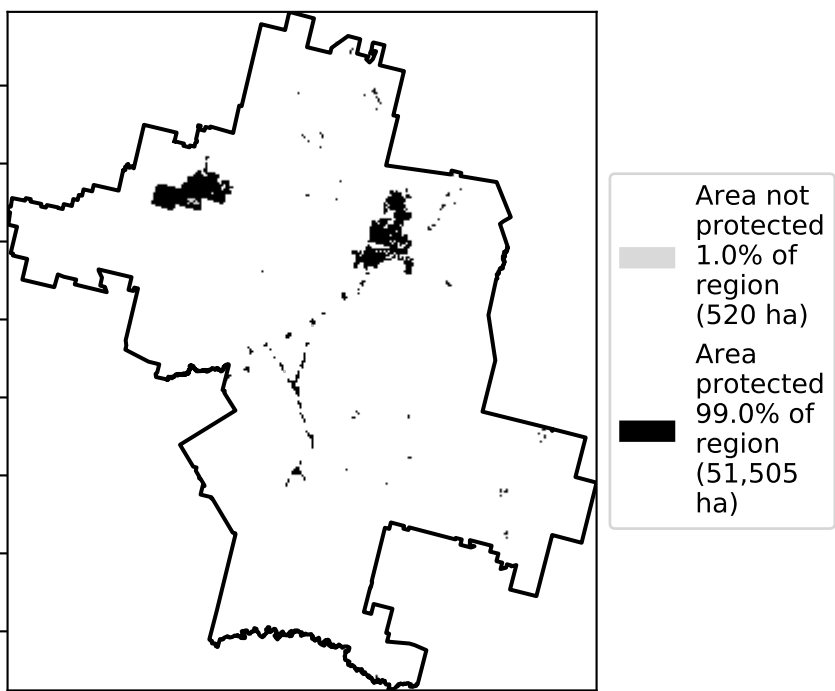 Area not
protected
1.0% of
region
(520 ha)
Area
protected
99.0% of
region
(51,505
ha)